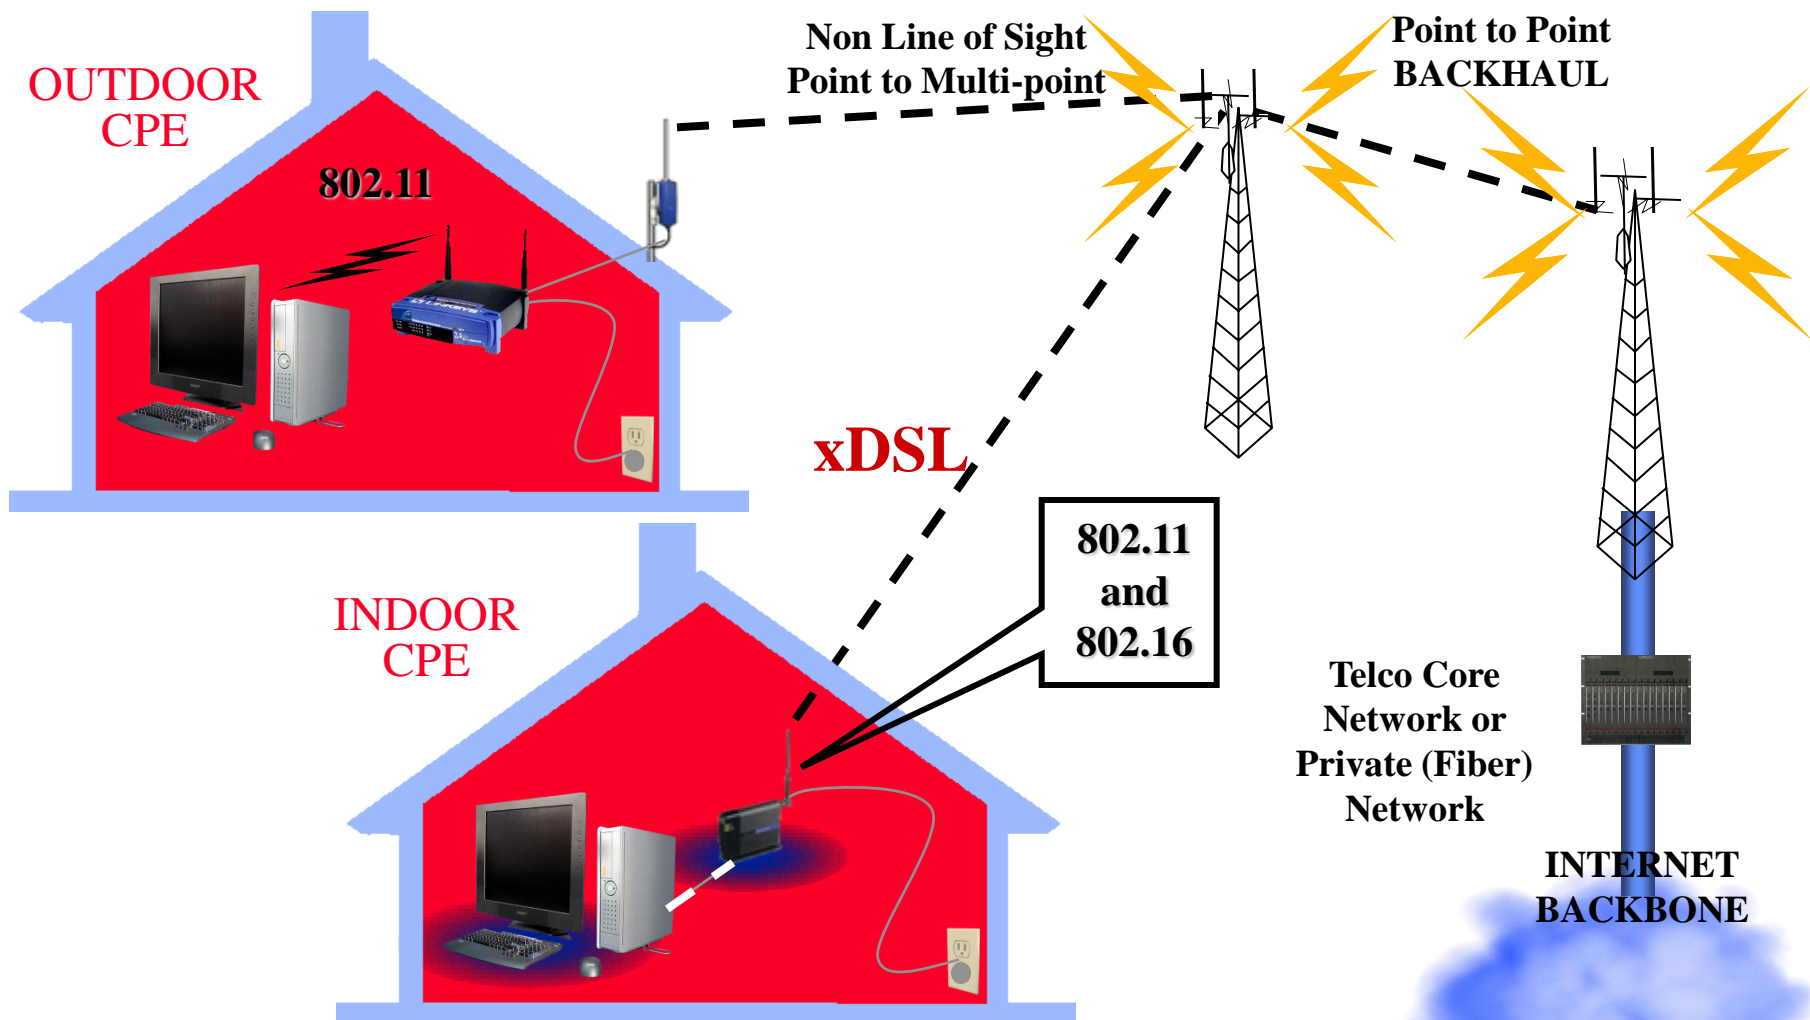 OUTDOOR
CPE
802.11
LINKSYS
Non Line of Sight
Point to Multi-point
Point to Point
BACKHAUL
xDSL
802.11
and
802.16
INDOOR
CPE
Telco Core
Network or
Private (Fiber)
Network
INTERNET
BACKBONE